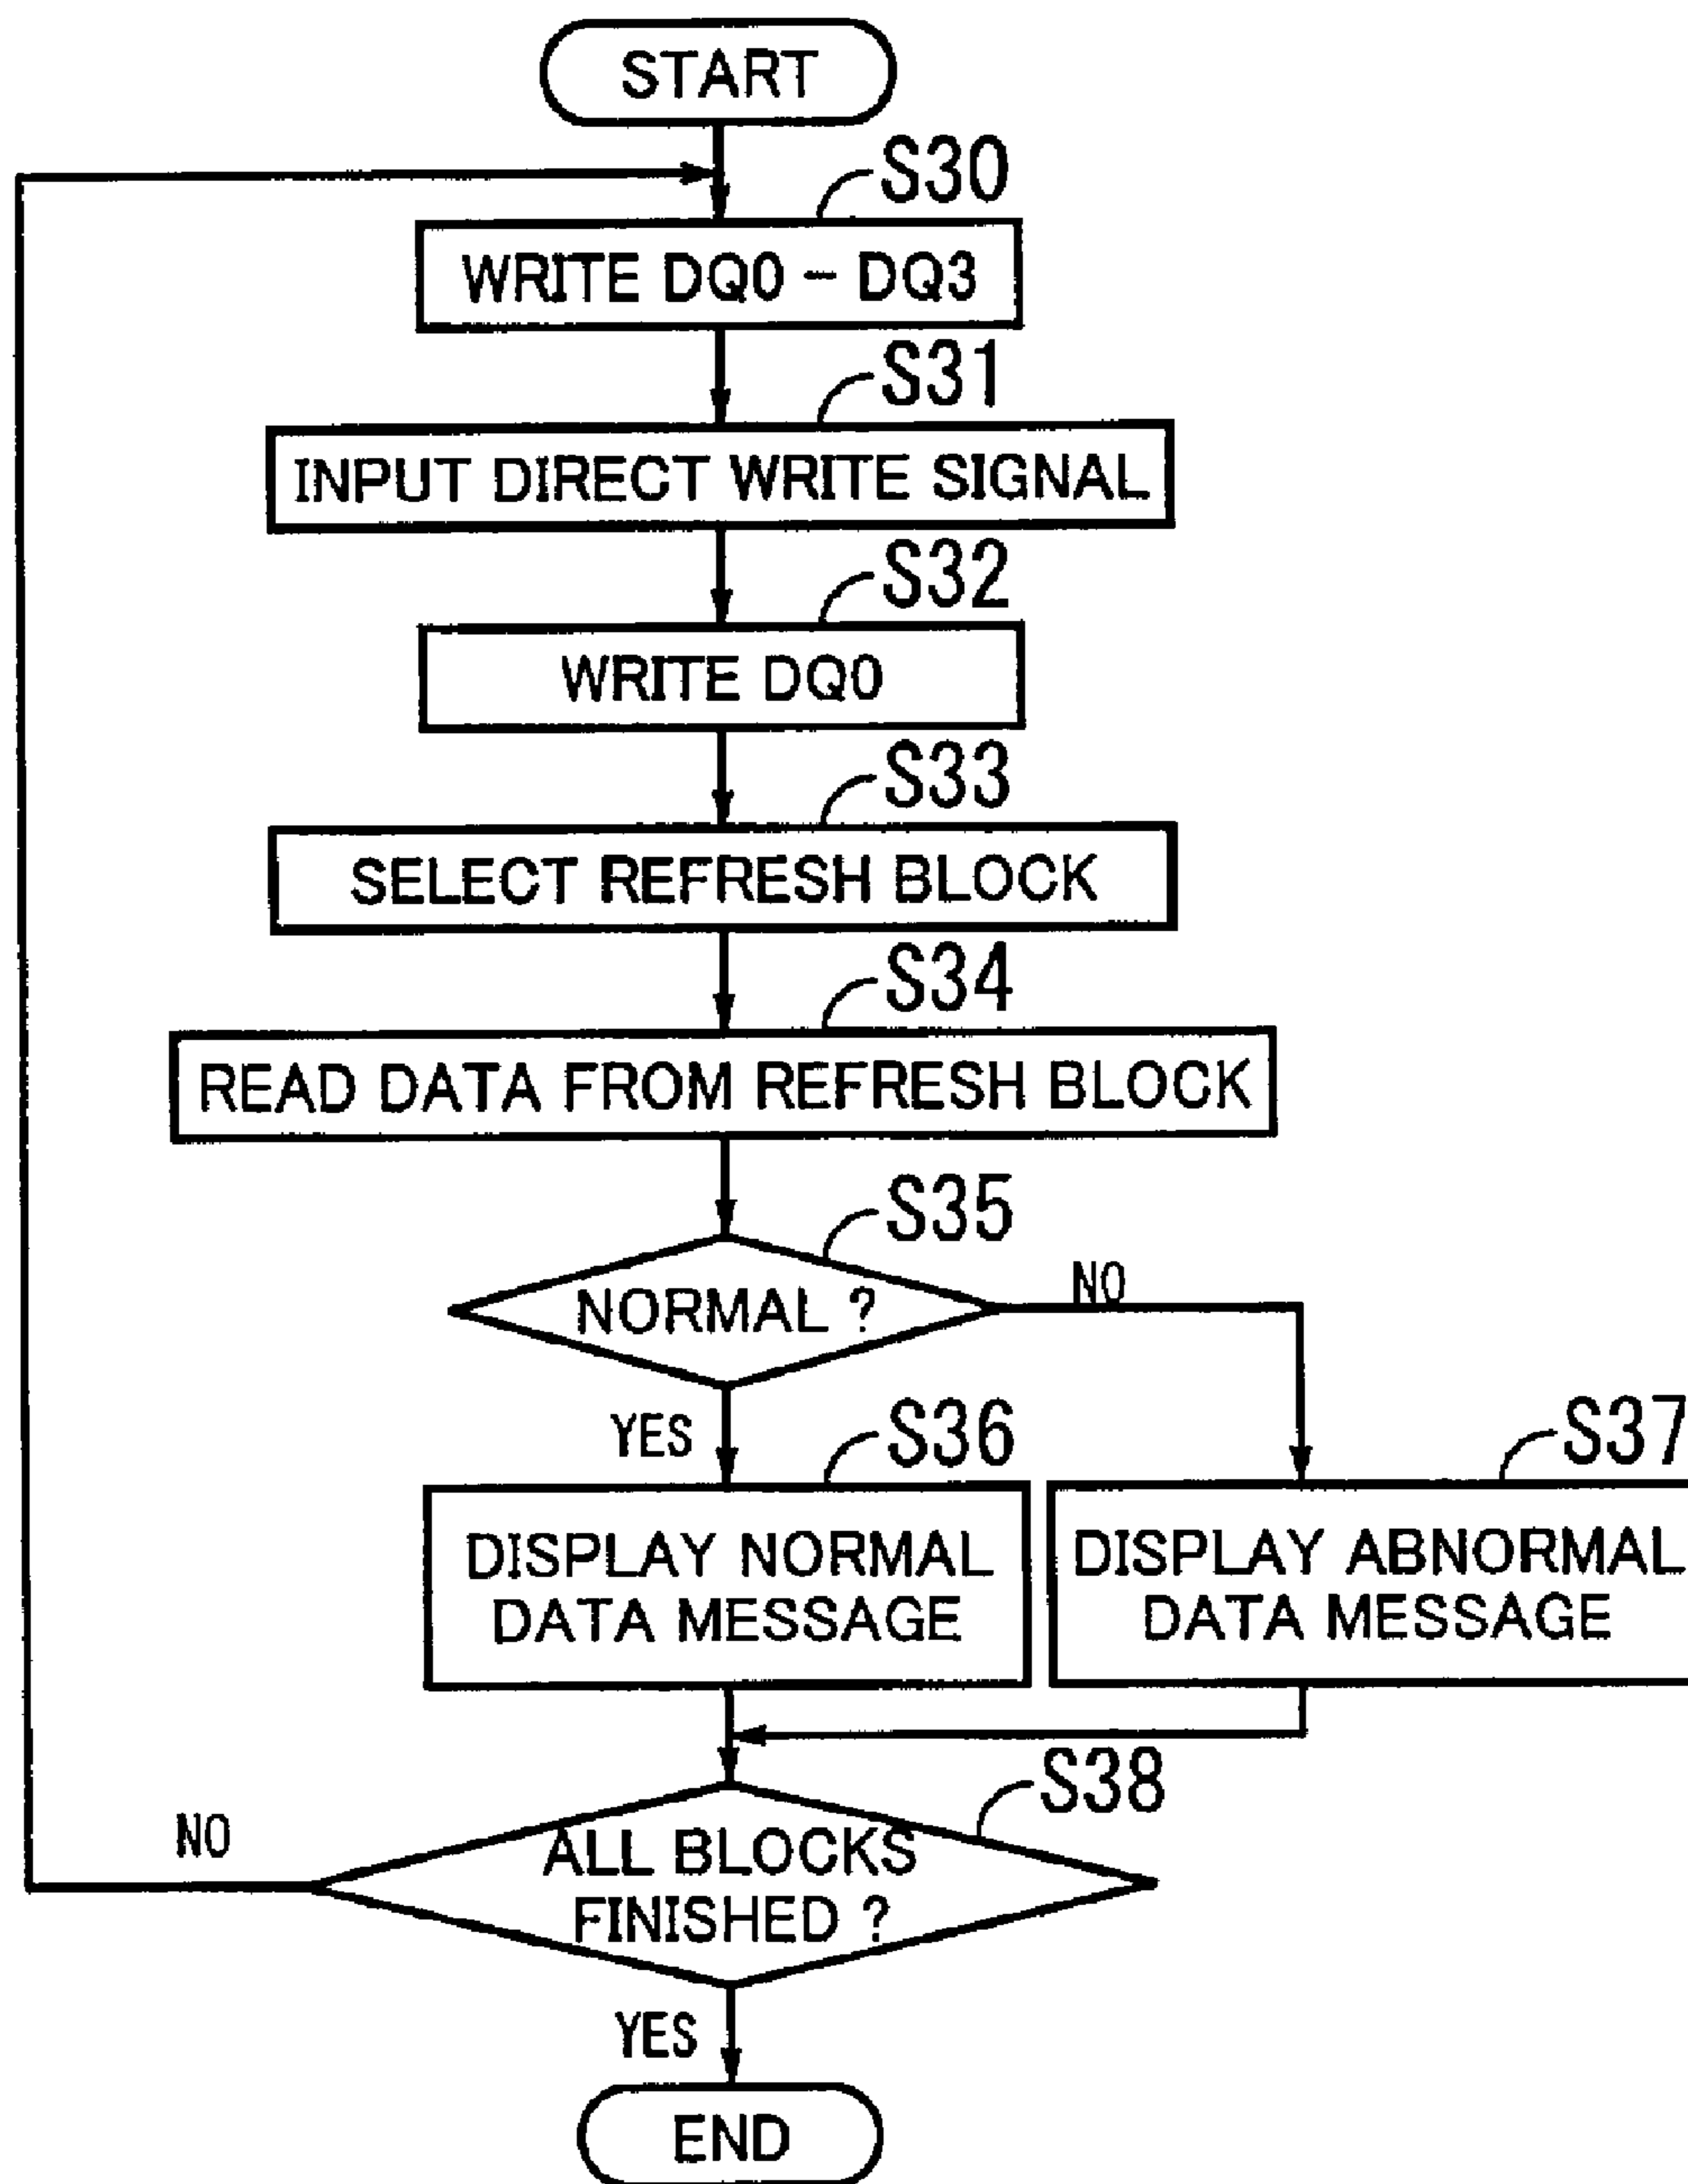 START
S30
WRITE DQ0 - DQ3
S31
INPUT DIRECT WRITE SIGNAL
S32
WRITE DQ0
S33
SELECT REFRESH BLOCK
S34
READ DATA FROM REFRESH BLOCK
S35
NORMAL ?
NO
YES
S36
DISPLAY NORMAL
DATA MESSAGE
S37
DISPLAY ABNORMAL
DATA MESSAGE
S38
ALL BLOCKS
FINISHED ?
NO
YES
END